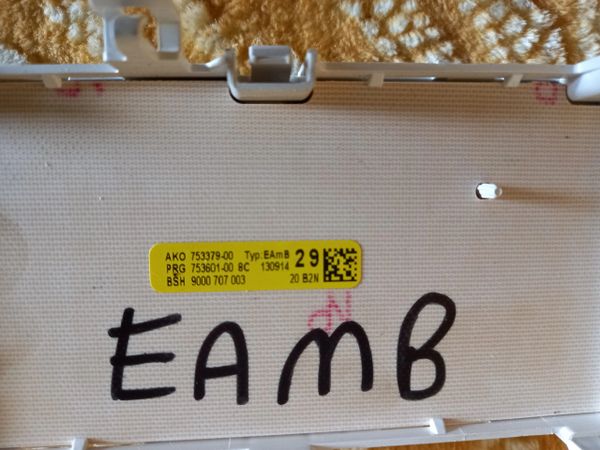 AKO 753379-00 Typ:EAmB 29
PRG 753601-00 8C 130914
BSH 9000 707 003 20 B2N
EAMB